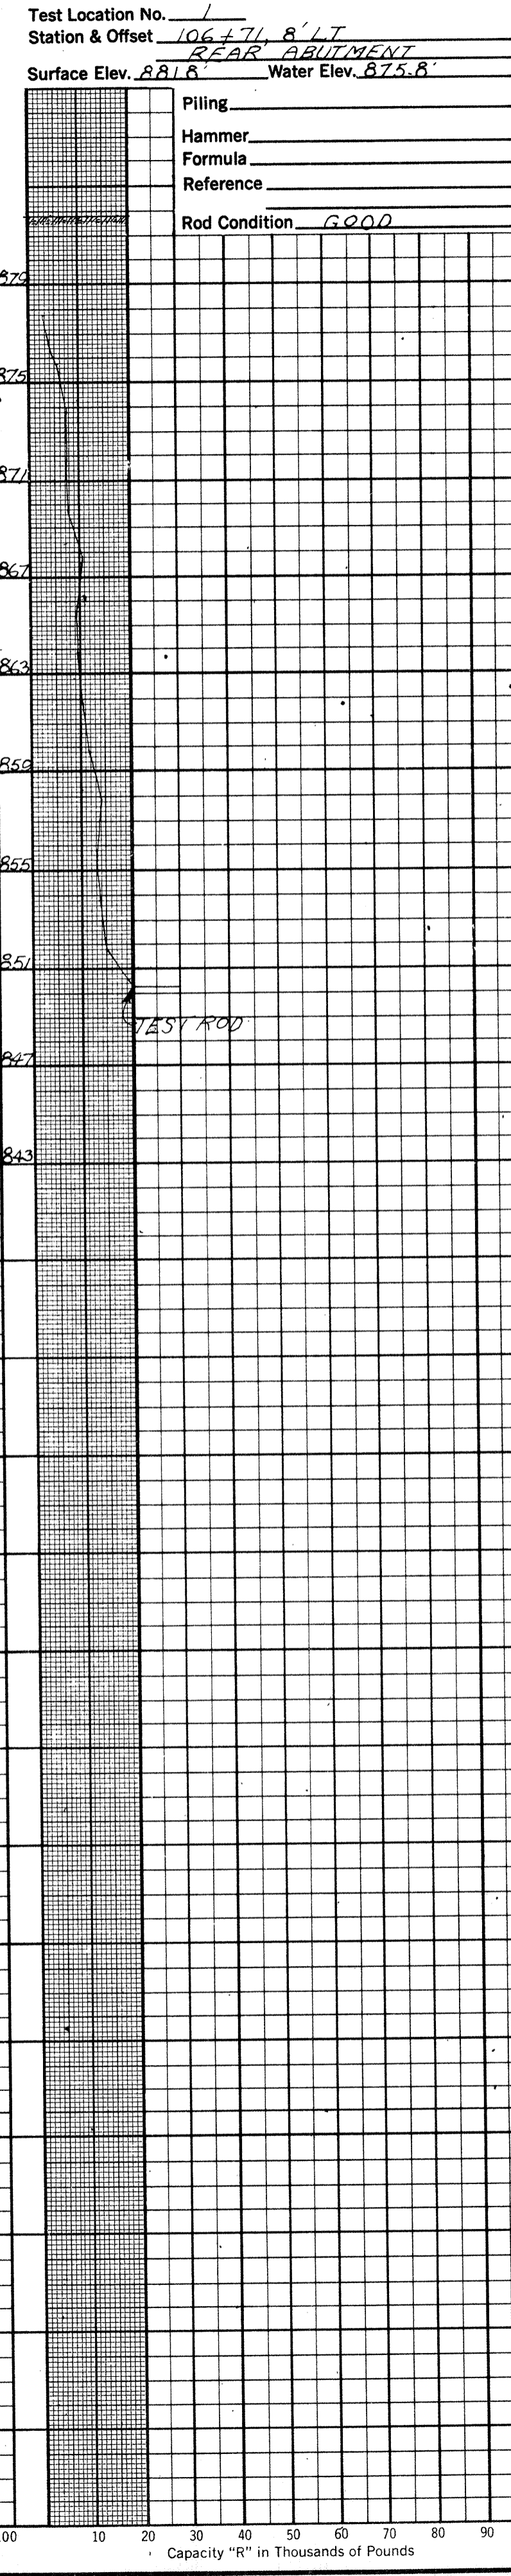 Test Location No. 1
Station & Offset 106+71, 8' LT
REAR ABUTMENT
Surface Elev. 881.8' Water Elev. 875.8'
Piling
Hammer
Formula
Reference
Rod Condition GOOD
879
875
871
867
863
859
855
851
TEST ROD
847
843
00 10 20 30 40 50 60 70 80 90
Capacity "R" in Thousands of Pounds